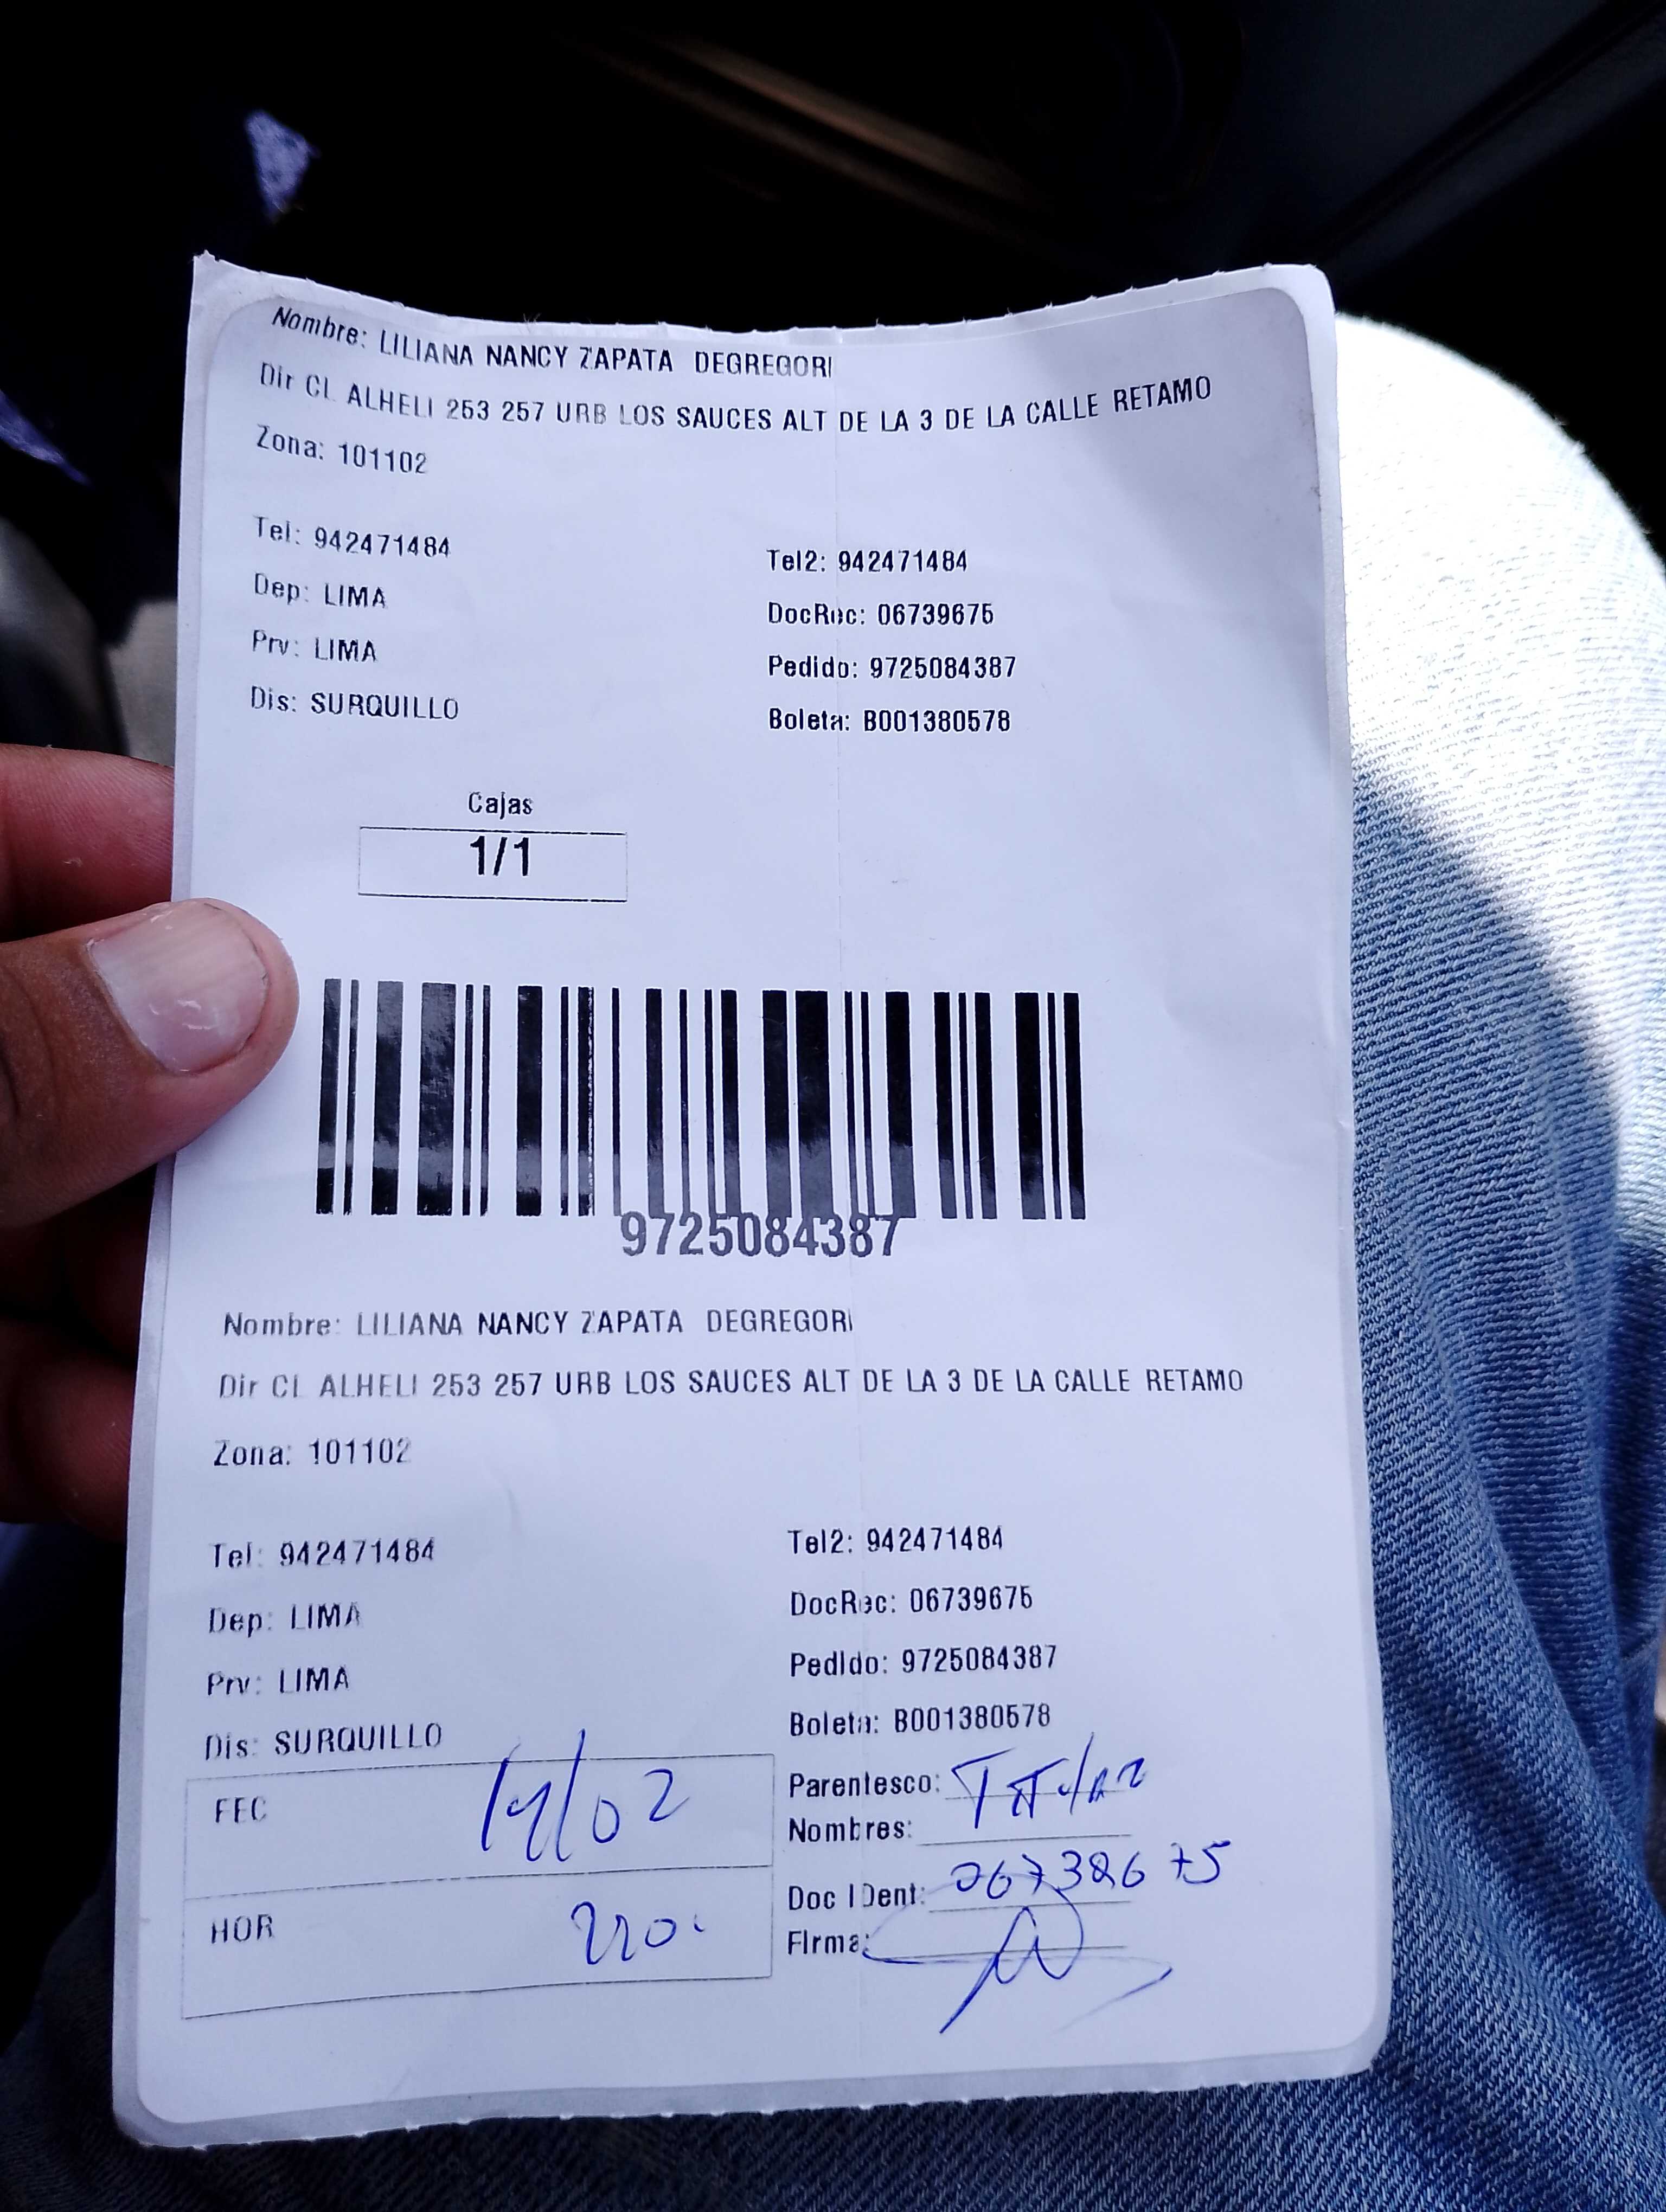 Nombre: LILIANA NANCY ZAPATA DEGREGORI
Dir CL ALHELI 253 257 URB LOS SAUCES ALT DE LA 3 DE LA CALLE RETAMO
Zona: 101102
Tel: 942471484 Tel2: 942471484
Dep: LIMA DocRec: 06739675
Prv: LIMA Pedido: 9725084387
Dis: SURQUILLO Boleta: B001380578
Cajas
1/1
9725084387
Nombre: LILIANA NANCY ZAPATA DEGREGORI
Dir CL ALHELI 253 257 URB LOS SAUCES ALT DE LA 3 DE LA CALLE RETAMO
Zona: 101102
Tel: 942471484 Tel2: 942471484
Dep: LIMA DocRec: 06739675
Prv: LIMA Pedido: 9725084387
Dis: SURQUILLO Boleta: B001380578
FEC 14/02 Parentesco: Titular
Nombres:
HOR Doc IDent:
Firma: